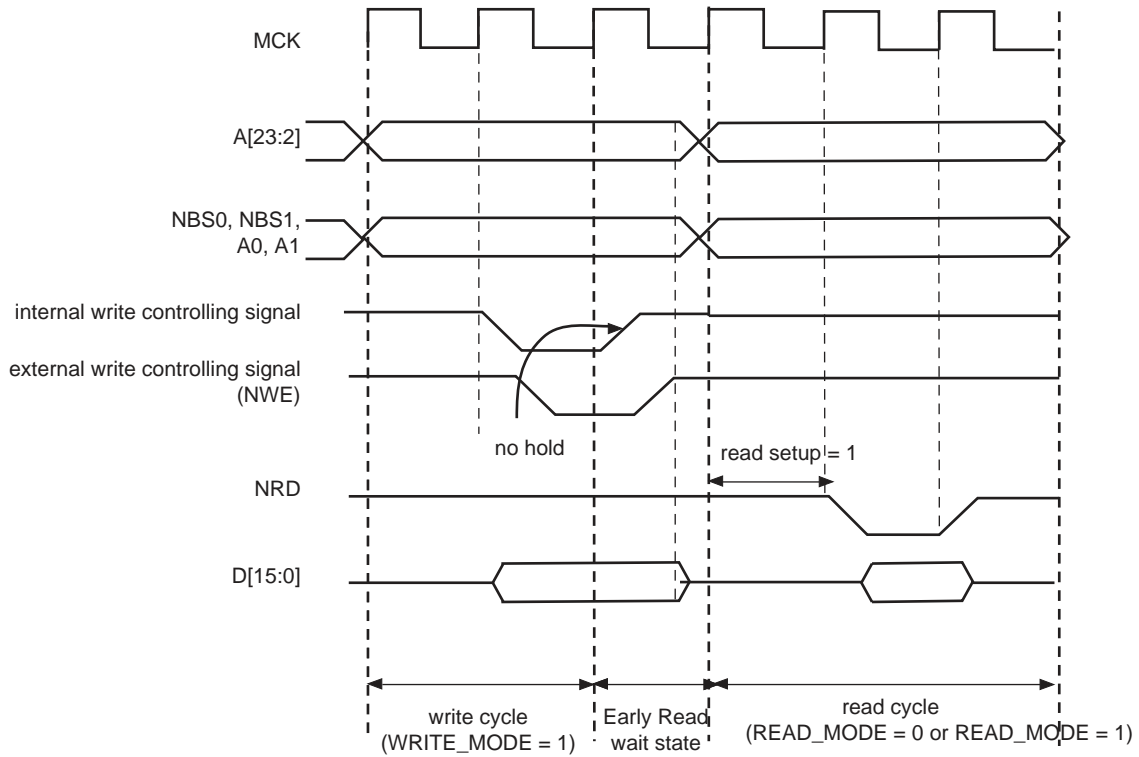 MCK
A[23:2]
NBS0, NBS1,
A0, A1
internal write controlling signal
external write controlling signal
(NWE)
no hold
read setup = 1
NRD
D[15:0]
write cycle
(WRITE_MODE = 1)
Early Read
wait state
read cycle
(READ_MODE = 0 or READ_MODE = 1)